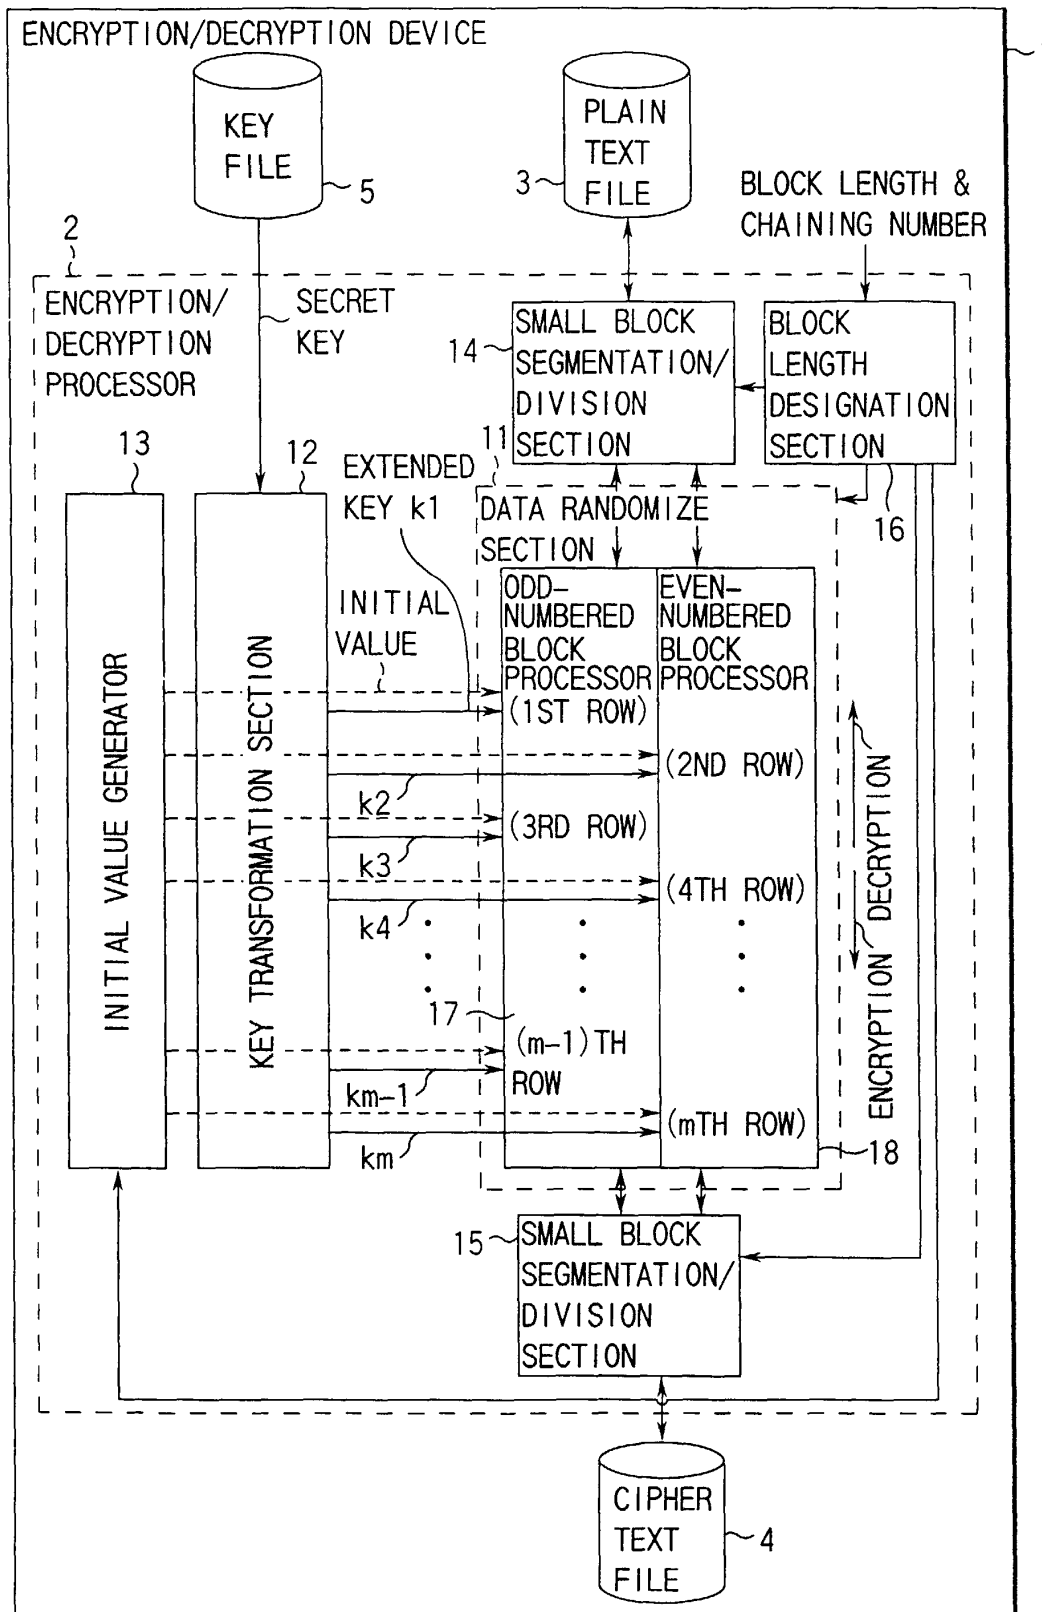 ENCRYPTION/DECRYPTION DEVICE
KEY
FILE
5
PLAIN
TEXT
FILE
3
BLOCK LENGTH &
CHAINING NUMBER
2
ENCRYPTION/
DECRYPTION
PROCESSOR
SECRET
KEY
14
SMALL BLOCK
SEGMENTATION/
DIVISION
SECTION
BLOCK
LENGTH
DESIGNATION
SECTION
16
13
12
EXTENDED
KEY k1
11
DATA RANDOMIZE
SECTION
INITIAL
VALUE
ODD-
NUMBERED
BLOCK
PROCESSOR
(1ST ROW)
EVEN-
NUMBERED
BLOCK
PROCESSOR
(2ND ROW)
k2
(3RD ROW)
k3
(4TH ROW)
k4
17
(m-1)TH
ROW
km-1
(mTH ROW)
km
18
INITIAL VALUE GENERATOR
KEY TRANSFORMATION SECTION
DECRYPTION
ENCRYPTION
15
SMALL BLOCK
SEGMENTATION/
DIVISION
SECTION
CIPHER
TEXT
FILE
4